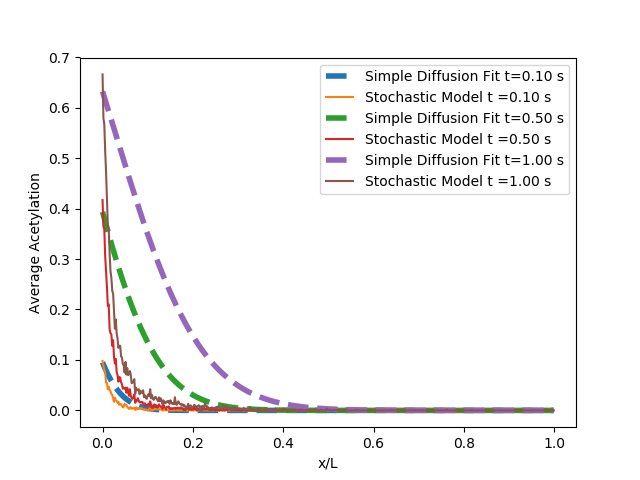 0.7
0.6
0.5
0.4
0.3
0.2
0.1
0.0
Average Acetylation
Simple Diffusion Fit t=0.10 s
Stochastic Model t =0.10 s
Simple Diffusion Fit t=0.50 s
Stochastic Model t =0.50 s
Simple Diffusion Fit t=1.00 s
Stochastic Model t =1.00 s
0.0 0.2 0.4 0.6 0.8 1.0
x/L